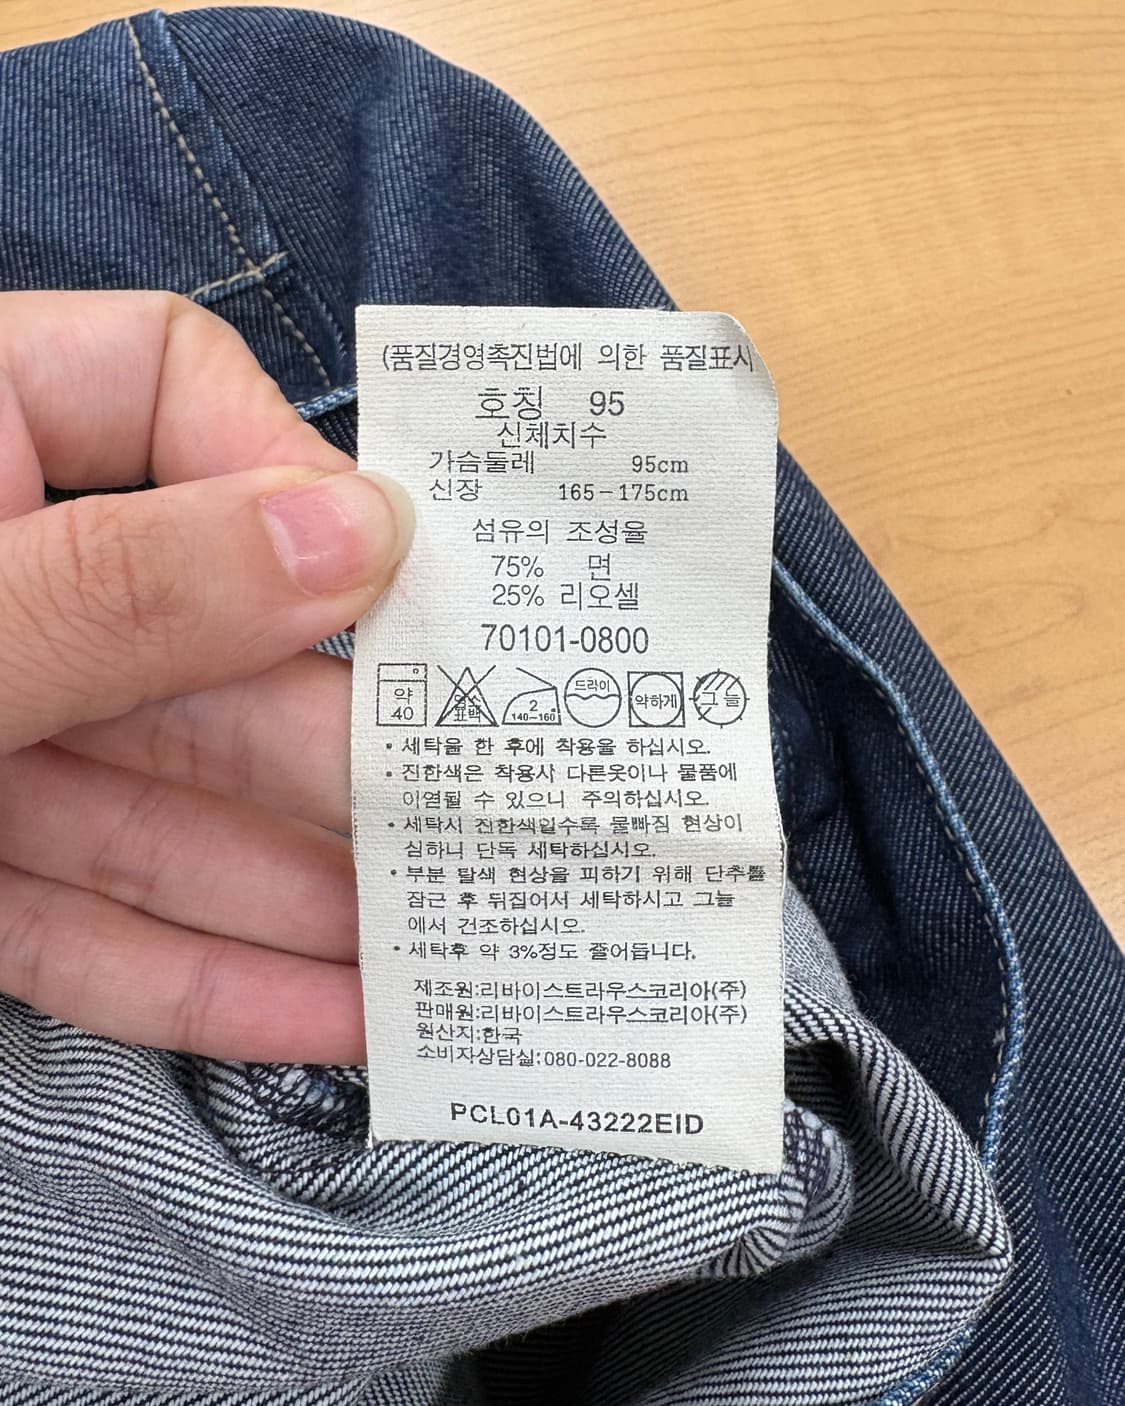 (품질경영촉진법에 의한 품질표시
호칭 95
신체치수
가슴둘레 95cm
신장 165-175cm
섬유의 조성율
75% 면
25% 리오셀
70101-0800
약 40
염소 표백
2 140~160°
드라이
약하게
그늘
• 세탁을 한 후에 착용을 하십시오.
• 진한색은 착용시 다른옷이나 물품에
이염될 수 있으니 주의하십시오.
• 세탁시 진한색일수록 물빠짐 현상이
심하니 단독 세탁하십시오.
• 부분 탈색 현상을 피하기 위해 단추를
잠근 후 뒤집어서 세탁하시고 그늘
에서 건조하십시오.
• 세탁후 약 3%정도 줄어듭니다.
제조원:리바이스트라우스코리아(주)
판매원:리바이스트라우스코리아(주)
원산지:한국
소비자상담실:080-022-8088
PCL01A-43222EID